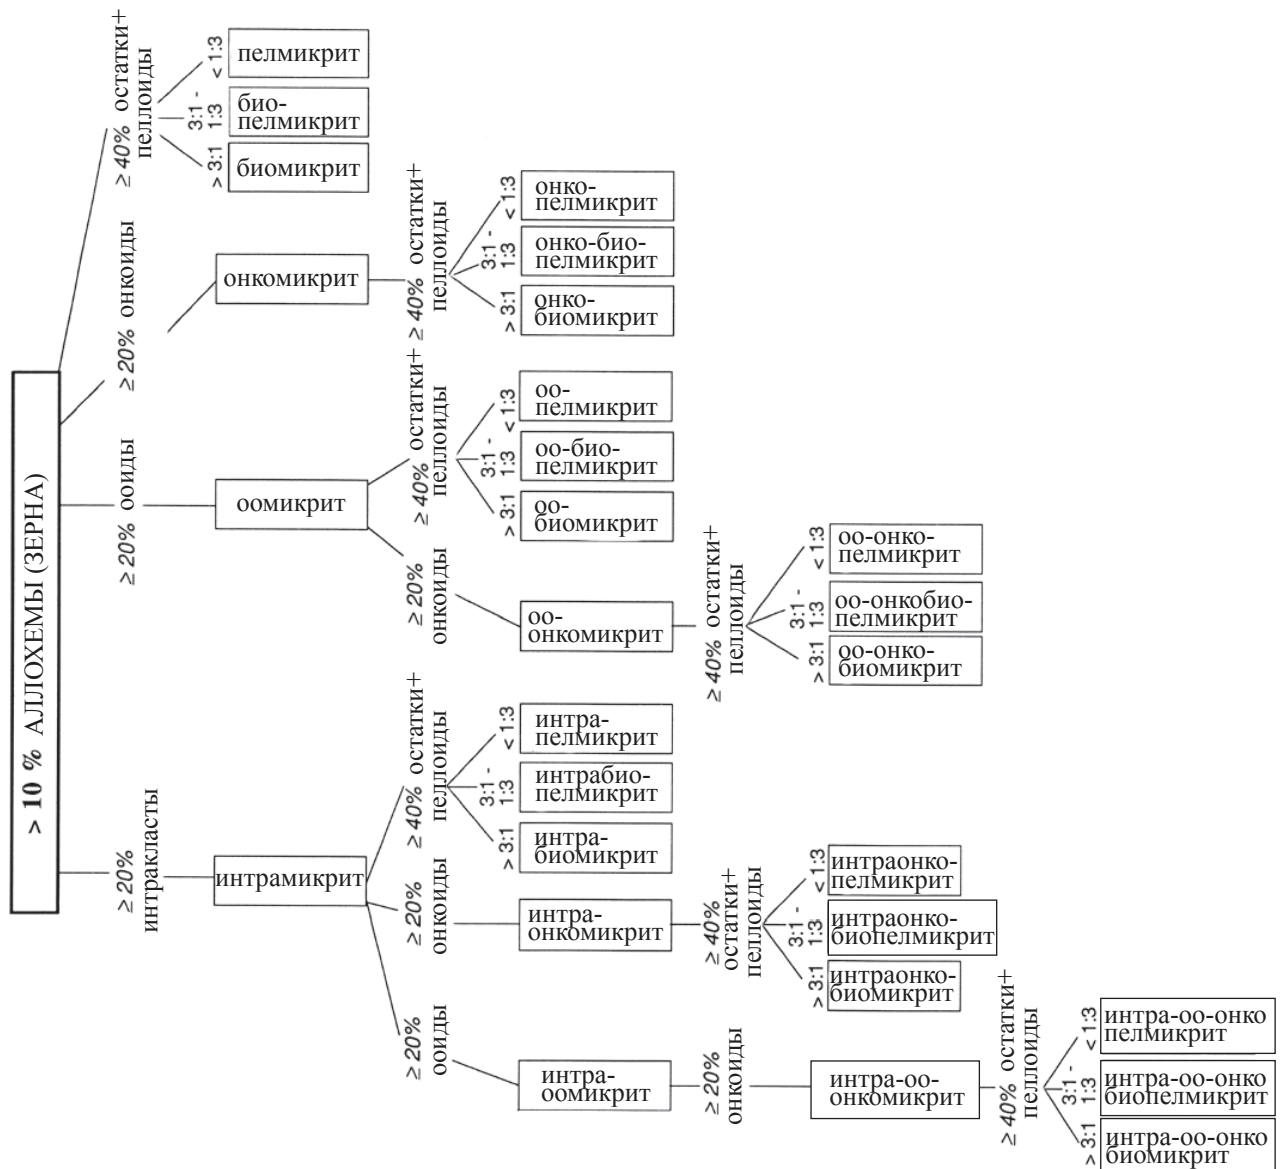 > 10 % АЛЛОХЕМЫ (ЗЕРНА)
≥ 40% остатки+
пеллоиды
< 1:3
пелмикрит
3:1 -
1:3
био-
пелмикрит
> 3:1
биомикрит
≥ 20% онкоиды
онкомикрит
≥ 40% остатки+
пеллоиды
< 1:3
онко-
пелмикрит
3:1 -
1:3
онко-био-
пелмикрит
> 3:1
онко-
биомикрит
≥ 20% ооиды
оомикрит
≥ 40% остатки+
пеллоиды
< 1:3
оо-
пелмикрит
3:1 -
1:3
оо-био-
пелмикрит
> 3:1
оо-
биомикрит
≥ 20%
онкоиды
оо-
онкомикрит
≥ 40% остатки+
пеллоиды
< 1:3
оо-онко-
пелмикрит
3:1 -
1:3
оо-онкобио-
пелмикрит
> 3:1
оо-онко-
биомикрит
≥ 20%
интракласты
интрамикрит
≥ 40% остатки+
пеллоиды
< 1:3
интра-
пелмикрит
3:1 -
1:3
интрабио-
пелмикрит
> 3:1
интра-
биомикрит
≥ 20%
онкоиды
интра-
онкомикрит
≥ 40%
остатки+
пеллоиды
< 1:3
интраонко-
пелмикрит
3:1 -
1:3
интраонко-
биопелмикрит
> 3:1
интраонко-
биомикрит
≥ 20%
ооиды
интра-
оомикрит
≥ 20%
онкоиды
интра-оо-
онкомикрит
≥ 40% остатки+
пеллоиды
< 1:3
интра-оо-онко
пелмикрит
3:1 -
1:3
интра-оо-онко
биопелмикрит
> 3:1
интра-оо-онко
биомикрит